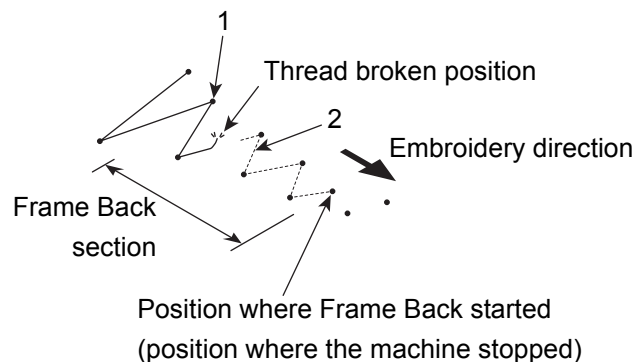 1
Thread broken position
2
Embroidery direction
Frame Back
section
Position where Frame Back started
(position where the machine stopped)